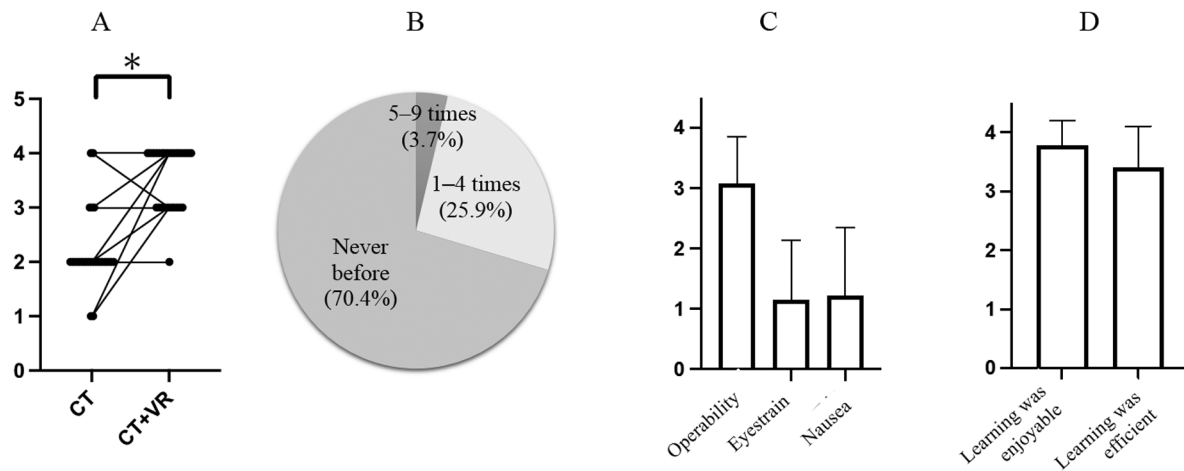 A
*
5
4
3
2
1
0
CT
CT+VR
B
5–9 times
(3.7%)
1–4 times
(25.9%)
Never
before
(70.4%)
C
4
3
2
1
0
Operability
Eyestrain
Nausea
D
4
3
2
1
0
Learning was
enjoyable
Learning was
efficient